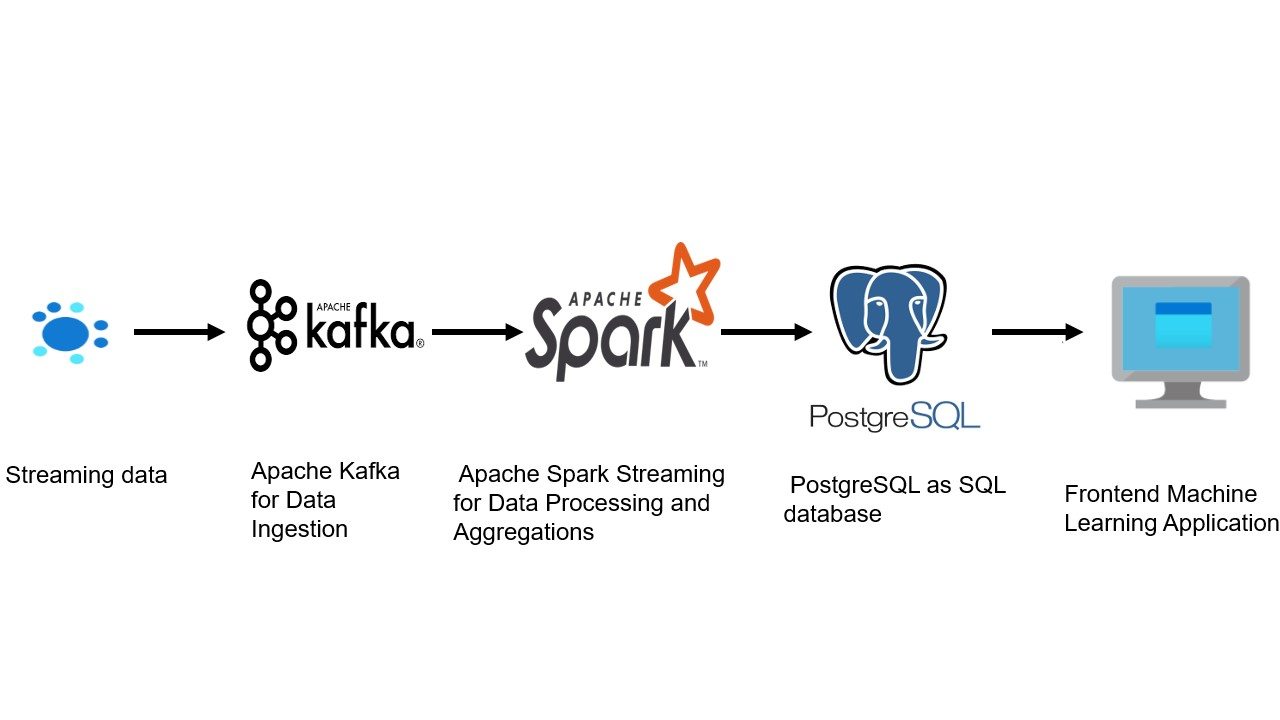 APACHE
kafka®
APACHE
Spark™
PostgreSQL
Streaming data
Apache Kafka
for Data
Ingestion
Apache Spark Streaming
for Data Processing and
Aggregations
PostgreSQL as SQL
database
Frontend Machine
Learning Application